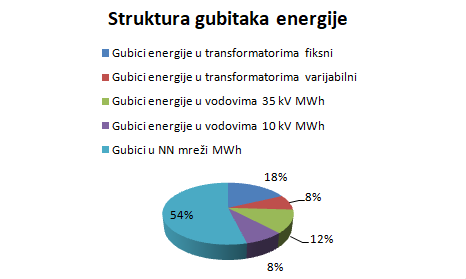 Struktura gubitaka energije
Gubici energije u transformatorima fiksni
Gubici energije u transformatorima varijabilni
Gubici energije u vodovima 35 kV MWh
Gubici energije u vodovima 10 kV MWh
Gubici u NN mreži MWh
18%
8%
54%
12%
8%